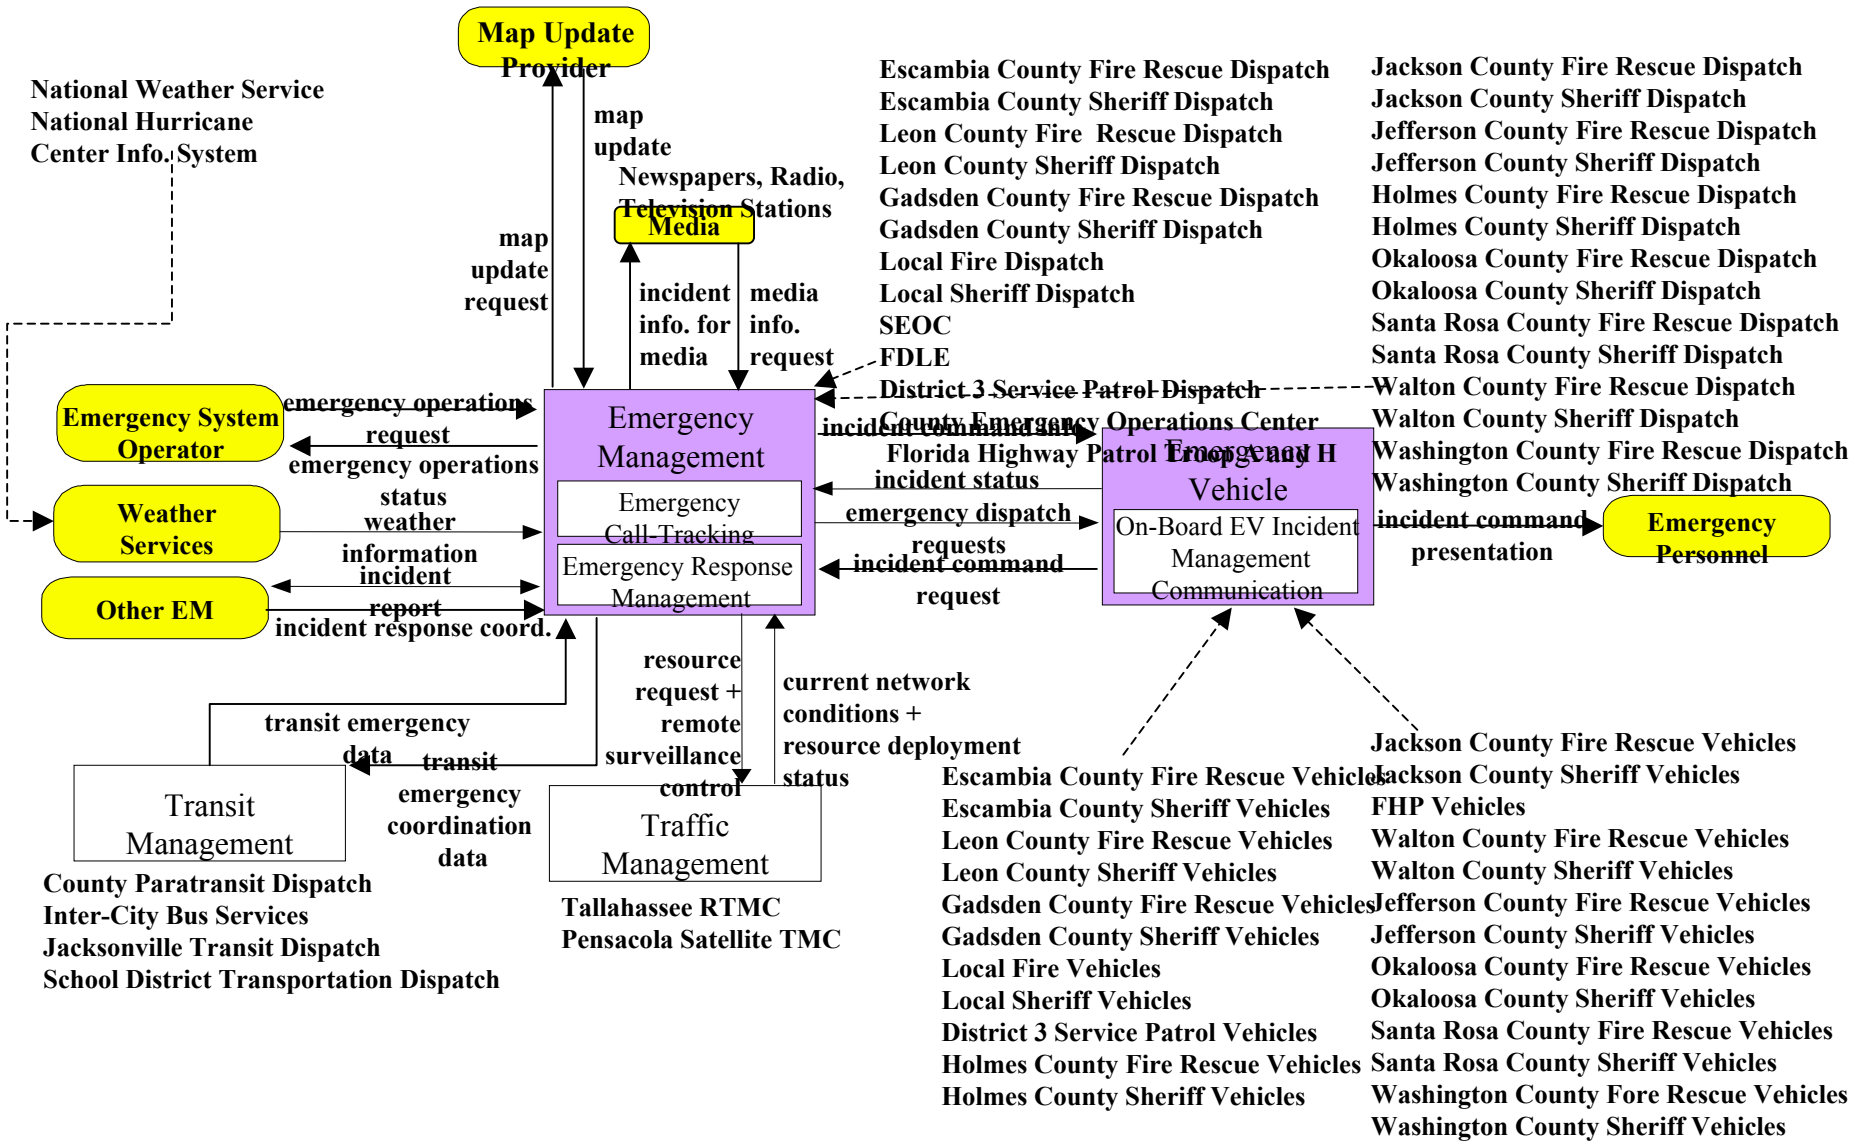 Map Update
Provider
National Weather Service
National Hurricane
Center Info. System
map
update
Newspapers, Radio,
Television Stations
Media
map
update
request
incident
info. for
media
media
info.
request
Escambia County Fire Rescue Dispatch
Escambia County Sheriff Dispatch
Leon County Fire  Rescue Dispatch
Leon County Sheriff Dispatch
Gadsden County Fire Rescue Dispatch
Gadsden County Sheriff Dispatch
Local Fire Dispatch
Local Sheriff Dispatch
SEOC
FDLE
District 3 Service Patrol Dispatch
County Emergency Operations Center
Florida Highway Patrol Troop A and H
Jackson County Fire Rescue Dispatch
Jackson County Sheriff Dispatch
Jefferson County Fire Rescue Dispatch
Jefferson County Sheriff Dispatch
Holmes County Fire Rescue Dispatch
Holmes County Sheriff Dispatch
Okaloosa County Fire Rescue Dispatch
Okaloosa County Sheriff Dispatch
Santa Rosa County Fire Rescue Dispatch
Santa Rosa County Sheriff Dispatch
Walton County Fire Rescue Dispatch
Walton County Sheriff Dispatch
Washington County Fire Rescue Dispatch
Washington County Sheriff Dispatch
Emergency System
Operator
emergency operations
request
emergency operations
status
Weather
Services
weather
information
Other EM
incident
report
incident response coord.
Emergency
Management
Emergency
Call-Tracking
Emergency Response
Management
incident command info
incident status
emergency dispatch
requests
incident command
request
Emergency
Vehicle
On-Board EV Incident
Management
Communication
incident command
presentation
Emergency
Personnel
transit emergency
data
transit
emergency
coordination
data
resource
request +
remote
surveillance
control
current network
conditions +
resource deployment
status
Transit
Management
County Paratransit Dispatch
Inter-City Bus Services
Jacksonville Transit Dispatch
School District Transportation Dispatch
Traffic
Management
Tallahassee RTMC
Pensacola Satellite TMC
Escambia County Fire Rescue Vehicles
Escambia County Sheriff Vehicles
Leon County Fire Rescue Vehicles
Leon County Sheriff Vehicles
Gadsden County Fire Rescue Vehicles
Gadsden County Sheriff Vehicles
Local Fire Vehicles
Local Sheriff Vehicles
District 3 Service Patrol Vehicles
Holmes County Fire Rescue Vehicles
Holmes County Sheriff Vehicles
Jackson County Fire Rescue Vehicles
Jackson County Sheriff Vehicles
FHP Vehicles
Walton County Fire Rescue Vehicles
Walton County Sheriff Vehicles
Jefferson County Fire Rescue Vehicles
Jefferson County Sheriff Vehicles
Okaloosa County Fire Rescue Vehicles
Okaloosa County Sheriff Vehicles
Santa Rosa County Fire Rescue Vehicles
Santa Rosa County Sheriff Vehicles
Washington County Fore Rescue Vehicles
Washington County Sheriff Vehicles